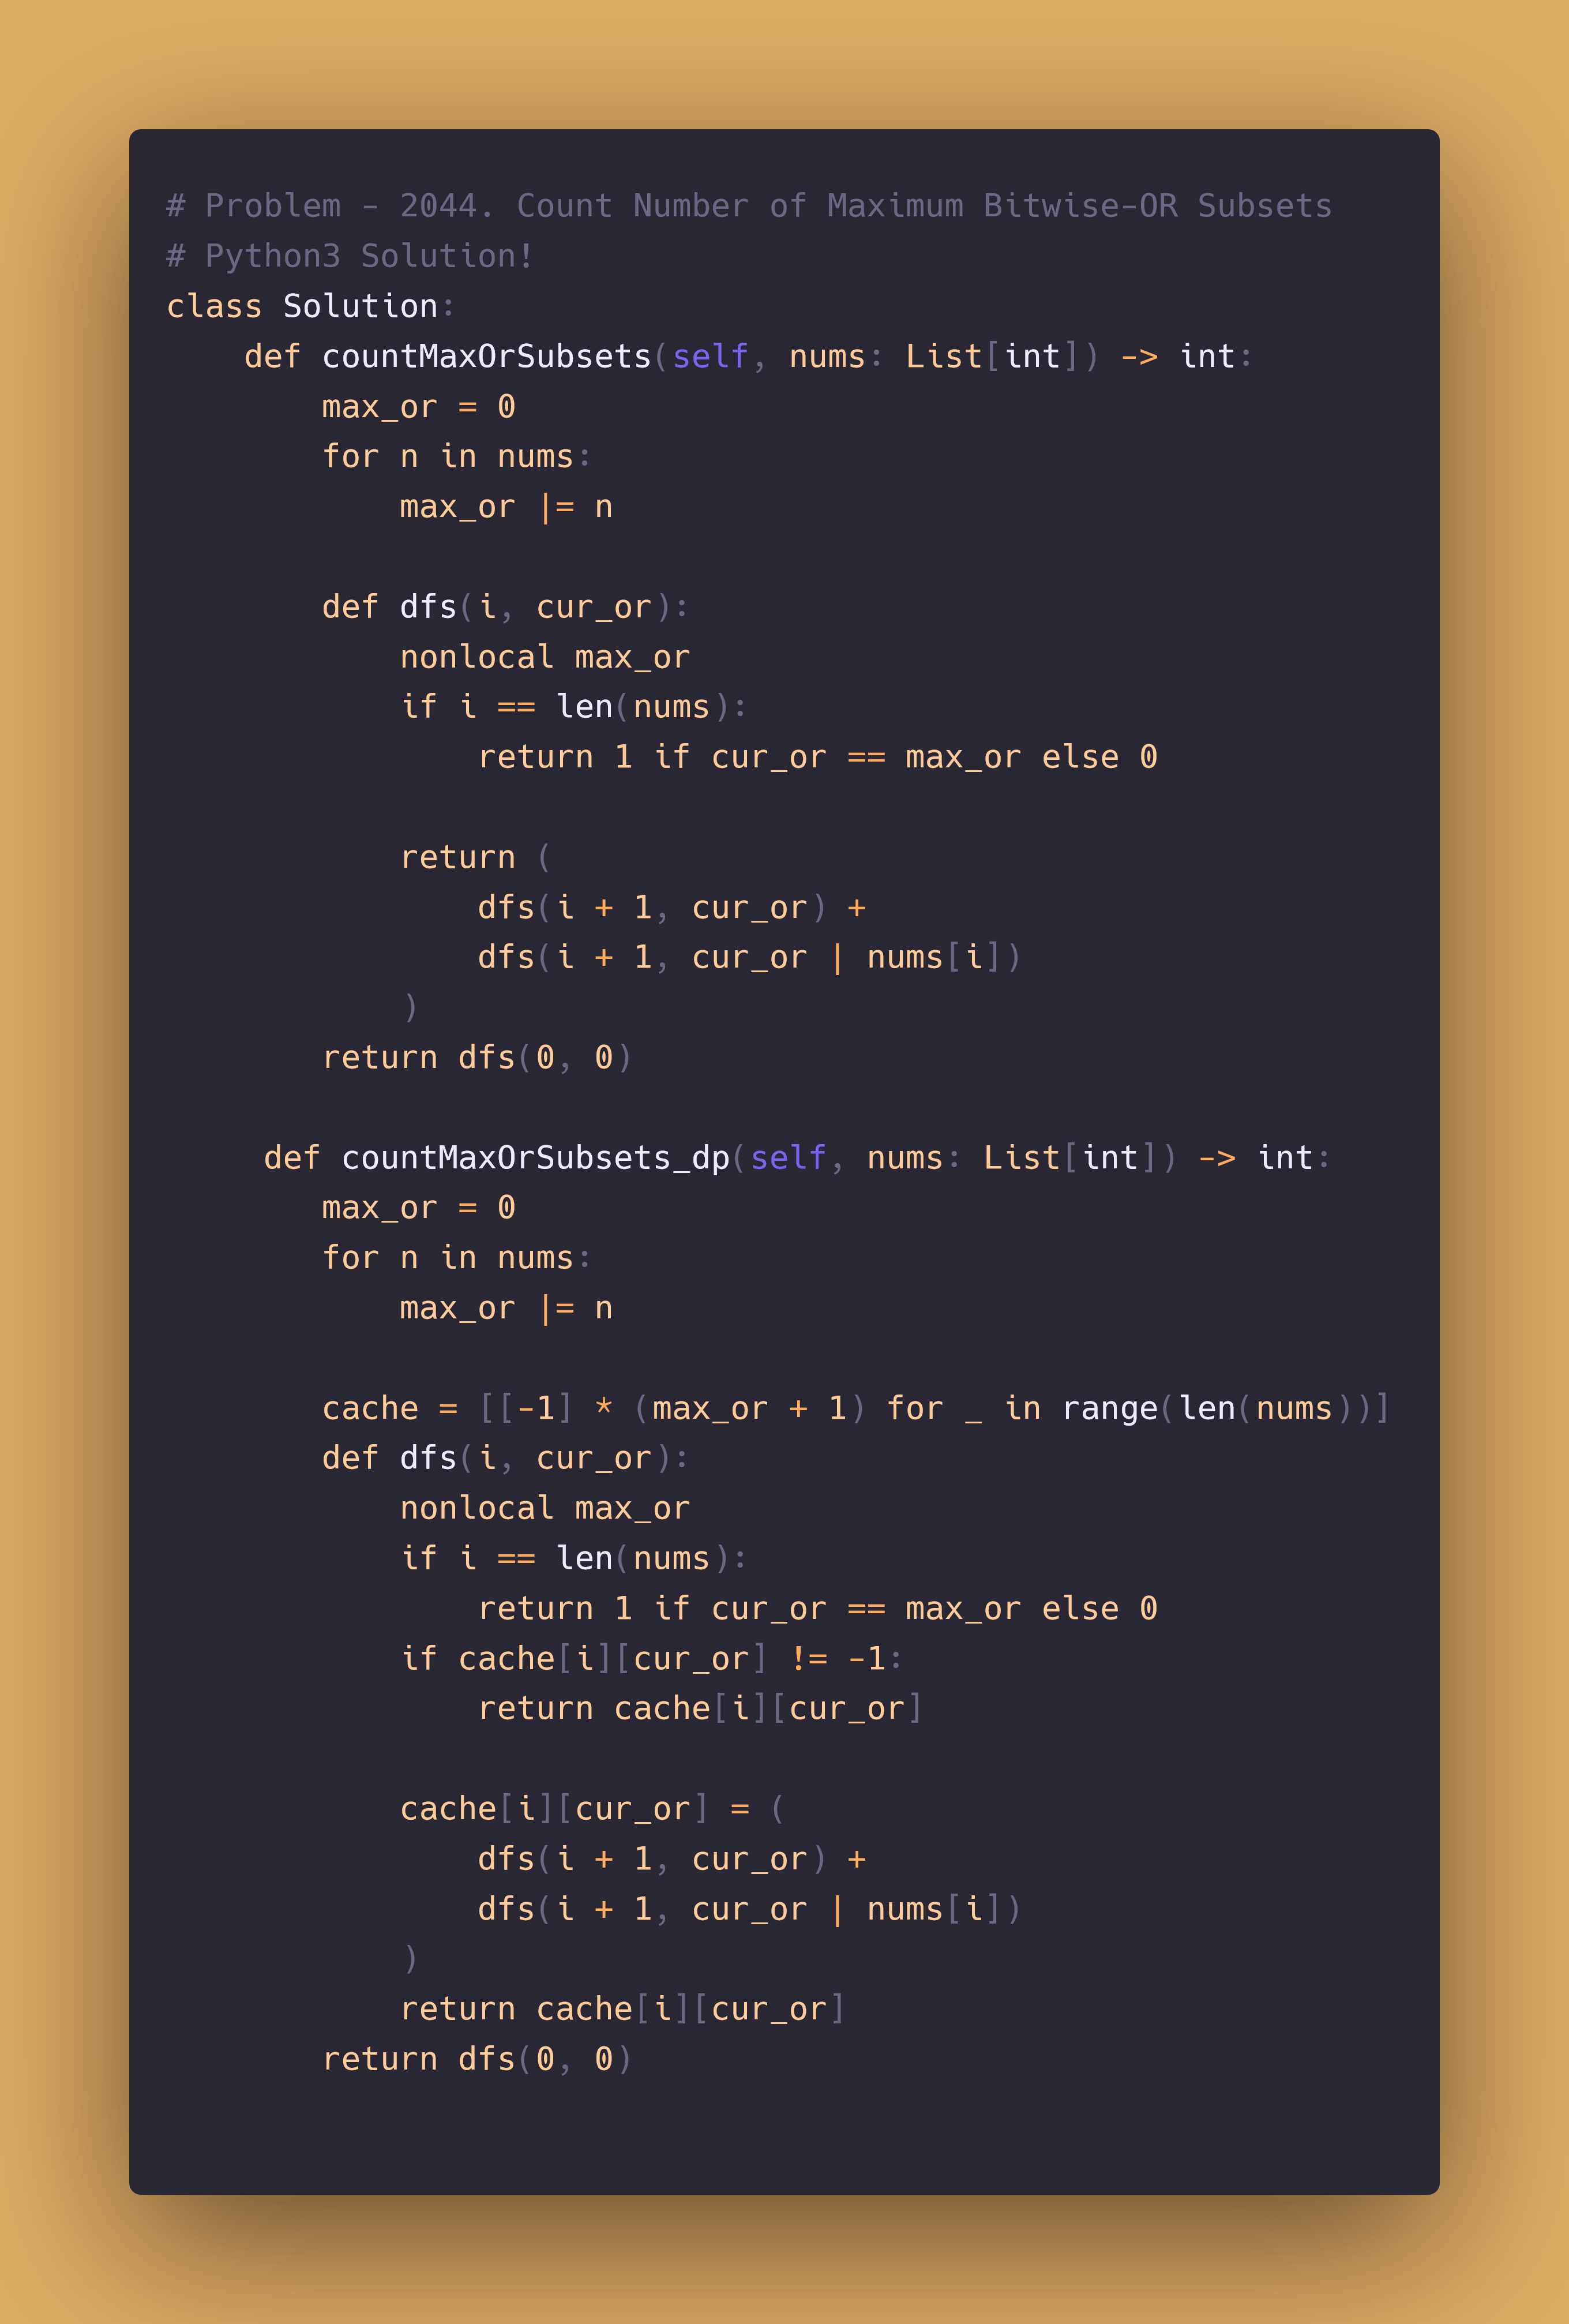 # Problem - 2044. Count Number of Maximum Bitwise-OR Subsets
# Python3 Solution!
class Solution:
    def countMaxOrSubsets(self, nums: List[int]) -> int:
        max_or = 0
        for n in nums:
            max_or |= n

        def dfs(i, cur_or):
            nonlocal max_or
            if i == len(nums):
                return 1 if cur_or == max_or else 0

            return (
                dfs(i + 1, cur_or) +
                dfs(i + 1, cur_or | nums[i])
            )
        return dfs(0, 0)

     def countMaxOrSubsets_dp(self, nums: List[int]) -> int:
        max_or = 0
        for n in nums:
            max_or |= n

        cache = [[-1] * (max_or + 1) for _ in range(len(nums))]
        def dfs(i, cur_or):
            nonlocal max_or
            if i == len(nums):
                return 1 if cur_or == max_or else 0
            if cache[i][cur_or] != -1:
                return cache[i][cur_or]

            cache[i][cur_or] = (
                dfs(i + 1, cur_or) +
                dfs(i + 1, cur_or | nums[i])
            )
            return cache[i][cur_or]
        return dfs(0, 0)